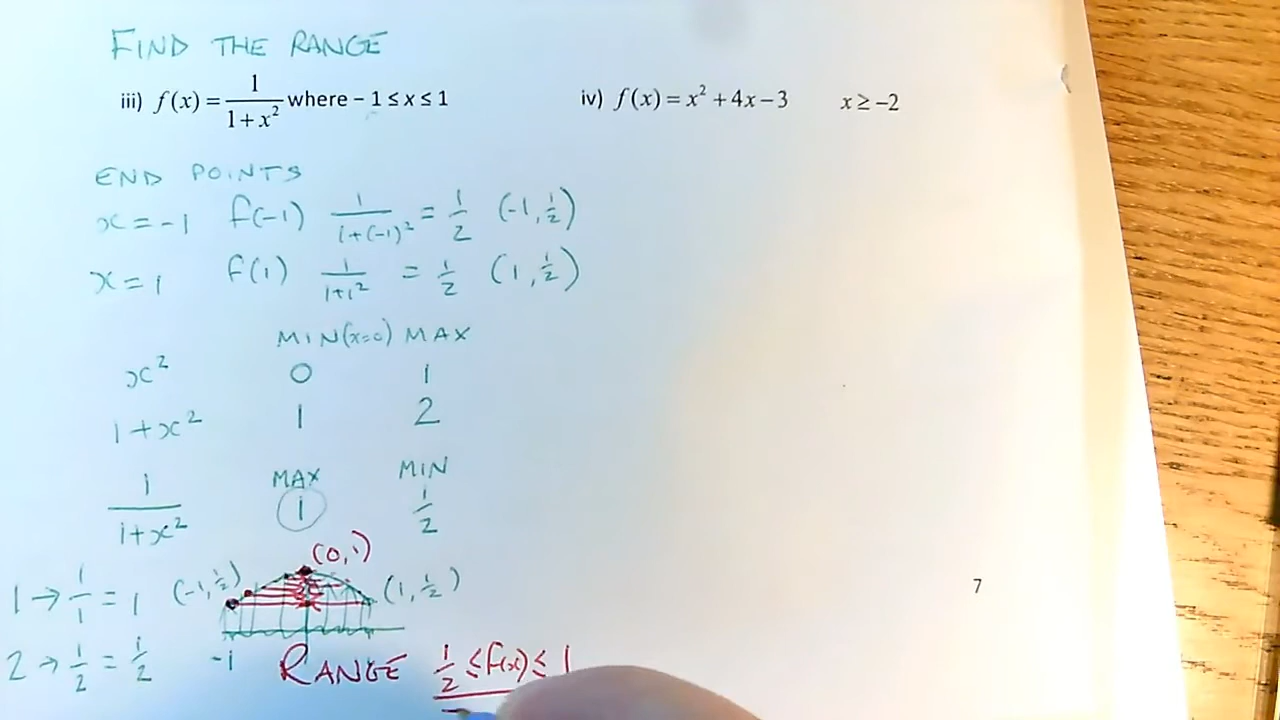 FIND THE RANGE
iii) f(x) = 1/(1+x²) where −1 ≤ x ≤ 1
iv) f(x) = x² + 4x − 3 x ≥ −2
END POINTS
x = -1 f(-1) 1/(1+(-1)²) = 1/2 (-1, 1/2)
x = 1 f(1) 1/(1+1²) = 1/2 (1, 1/2)
MIN (x=0) MAX
x² 0 1
1+x² 1 2
MAX MIN
1/(1+x²) 1 1/2
(0,1)
1 → 1/1 = 1 (-1, 1/2) (1, 1/2)
7
2 → 1/2 = 1/2 -1
RANGE 1/2 ≤ f(x) ≤ 1